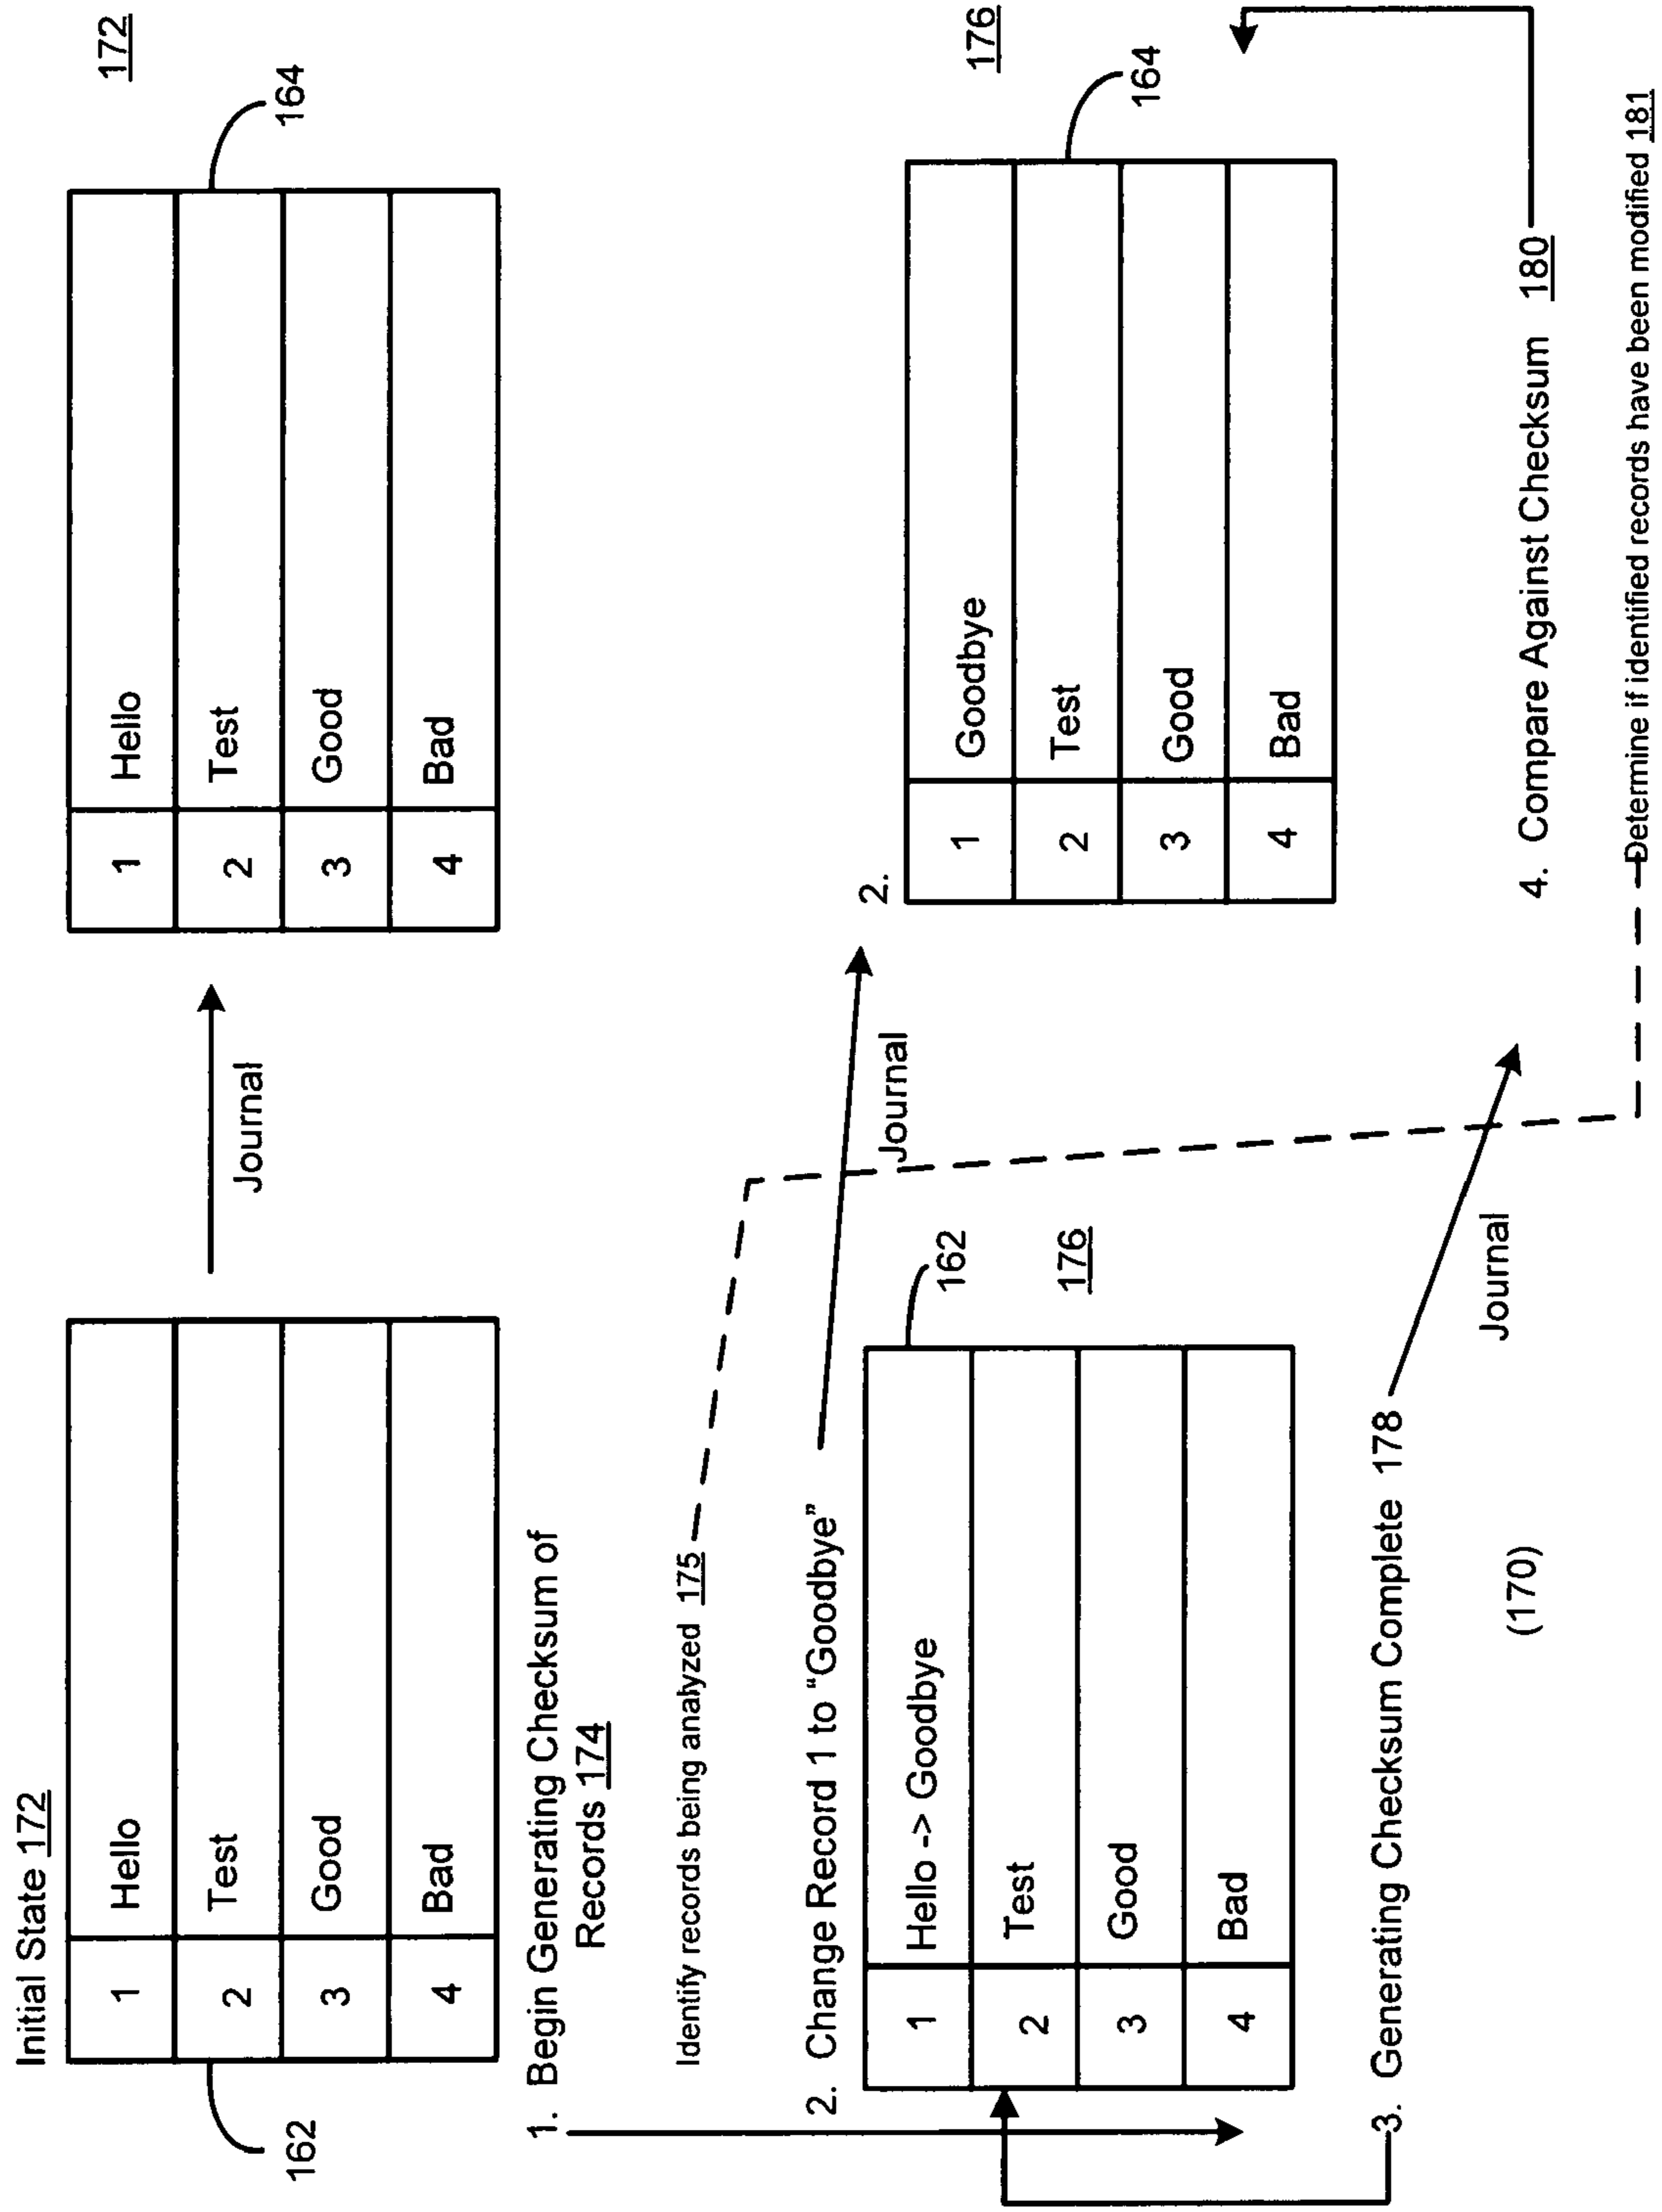 Initial State 172
172
1 Hello
2 Test
3 Good
4 Bad
162
Journal
1 Hello
2 Test
3 Good
4 Bad
164
1. Begin Generating Checksum of
Records 174
Identify records being analyzed 175
2. Change Record 1 to “Goodbye”
Journal
1 Hello -> Goodbye
2 Test
3 Good
4 Bad
162
176
2.
1 Goodbye
2 Test
3 Good
4 Bad
164
176
3. Generating Checksum Complete 178
Journal
4. Compare Against Checksum 180
Determine if identified records have been modified 181
(170)